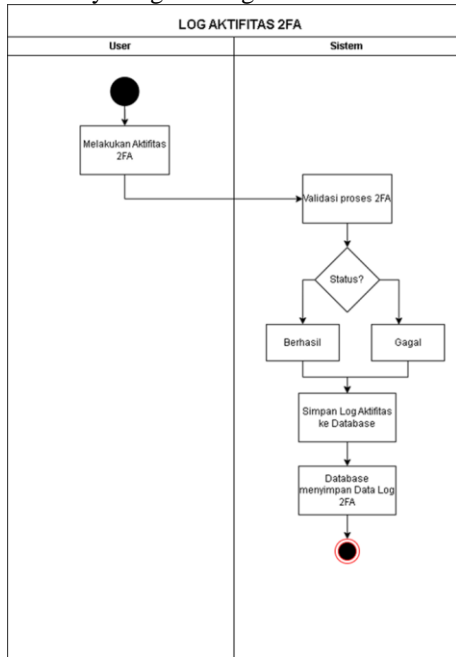 LOG AKTIFITAS 2FA
User
Sistem
Melakukan Aktifitas
2FA
Validasi proses 2FA
Status?
Berhasil
Gagal
Simpan Log Aktifitas
ke Database
Database
menyimpan Data Log
2FA